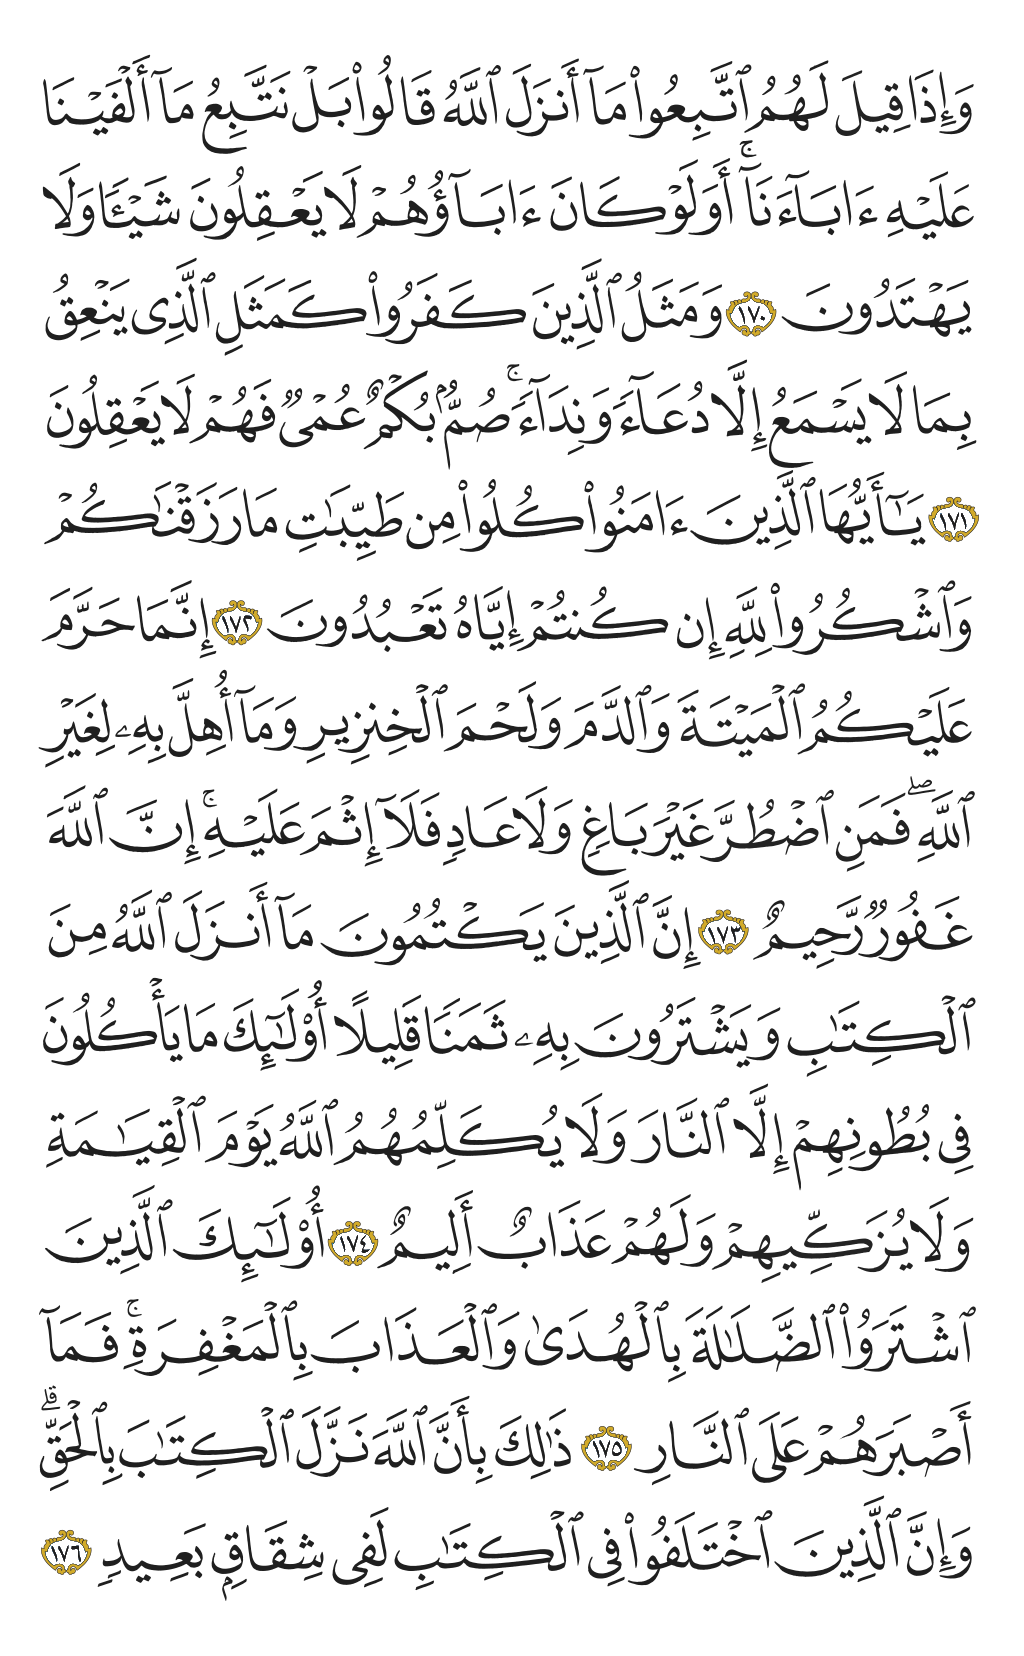 وَإِذَا قِيلَ لَهُمُ ٱتَّبِعُوا۟ مَآ أَنزَلَ ٱللَّهُ قَالُوا۟ بَلْ نَتَّبِعُ مَآ أَلْفَيْنَا
عَلَيْهِ ءَابَآءَنَآ ۚ أَوَلَوْ كَانَ ءَابَآؤُهُمْ لَا يَعْقِلُونَ شَيْـًٔا وَلَا
يَهْتَدُونَ ١٧٠ وَمَثَلُ ٱلَّذِينَ كَفَرُوا۟ كَمَثَلِ ٱلَّذِى يَنْعِقُ
بِمَا لَا يَسْمَعُ إِلَّا دُعَآءً وَنِدَآءً ۚ صُمٌّۢ بُكْمٌ عُمْىٌ فَهُمْ لَا يَعْقِلُونَ
١٧١ يَـٰٓأَيُّهَا ٱلَّذِينَ ءَامَنُوا۟ كُلُوا۟ مِن طَيِّبَـٰتِ مَا رَزَقْنَـٰكُمْ
وَٱشْكُرُوا۟ لِلَّهِ إِن كُنتُمْ إِيَّاهُ تَعْبُدُونَ ١٧٢ إِنَّمَا حَرَّمَ
عَلَيْكُمُ ٱلْمَيْتَةَ وَٱلدَّمَ وَلَحْمَ ٱلْخِنزِيرِ وَمَآ أُهِلَّ بِهِۦ لِغَيْرِ
ٱللَّهِ ۖ فَمَنِ ٱضْطُرَّ غَيْرَ بَاغٍ وَلَا عَادٍ فَلَآ إِثْمَ عَلَيْهِ ۚ إِنَّ ٱللَّهَ
غَفُورٌ رَّحِيمٌ ١٧٣ إِنَّ ٱلَّذِينَ يَكْتُمُونَ مَآ أَنزَلَ ٱللَّهُ مِنَ
ٱلْكِتَـٰبِ وَيَشْتَرُونَ بِهِۦ ثَمَنًا قَلِيلًا أُو۟لَـٰٓئِكَ مَا يَأْكُلُونَ
فِى بُطُونِهِمْ إِلَّا ٱلنَّارَ وَلَا يُكَلِّمُهُمُ ٱللَّهُ يَوْمَ ٱلْقِيَـٰمَةِ
وَلَا يُزَكِّيهِمْ وَلَهُمْ عَذَابٌ أَلِيمٌ ١٧٤ أُو۟لَـٰٓئِكَ ٱلَّذِينَ
ٱشْتَرَوُا۟ ٱلضَّلَـٰلَةَ بِٱلْهُدَىٰ وَٱلْعَذَابَ بِٱلْمَغْفِرَةِ ۚ فَمَآ
أَصْبَرَهُمْ عَلَى ٱلنَّارِ ١٧٥ ذَٰلِكَ بِأَنَّ ٱللَّهَ نَزَّلَ ٱلْكِتَـٰبَ بِٱلْحَقِّ ۗ
وَإِنَّ ٱلَّذِينَ ٱخْتَلَفُوا۟ فِى ٱلْكِتَـٰبِ لَفِى شِقَاقٍۭ بَعِيدٍ ١٧٦